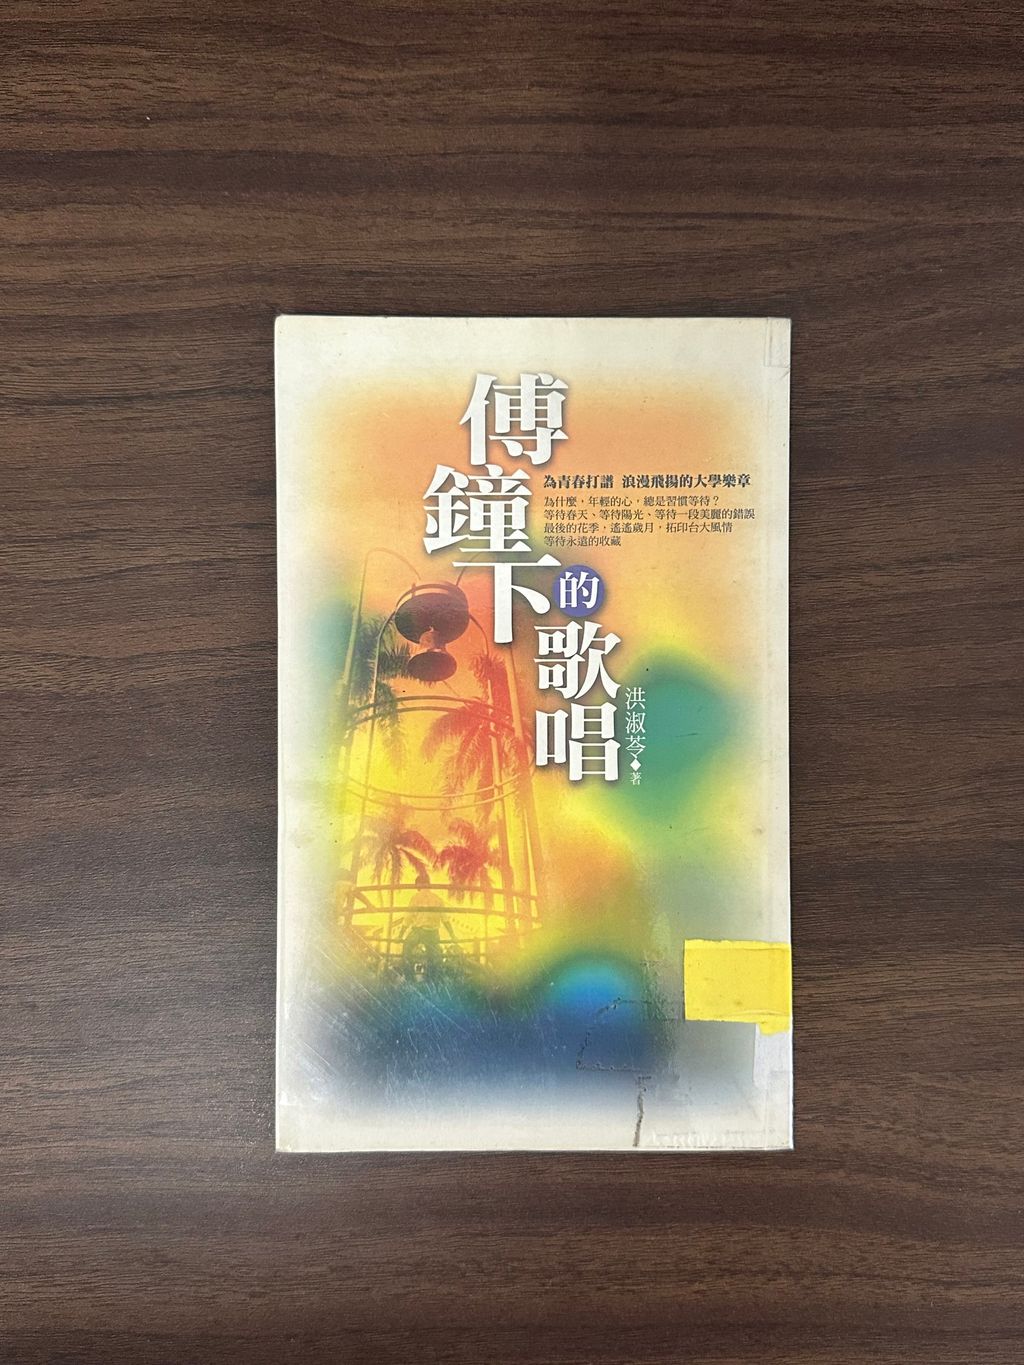 傅鐘下的歌唱
為青春打譜 浪漫飛揚的大學樂章
為什麼，年輕的心，總是習慣等待？
等待春天、等待陽光、等待一段美麗的錯誤
最後的花季，遙遙歲月，拓印台大風情
等待永遠的收藏
洪淑苓◆著